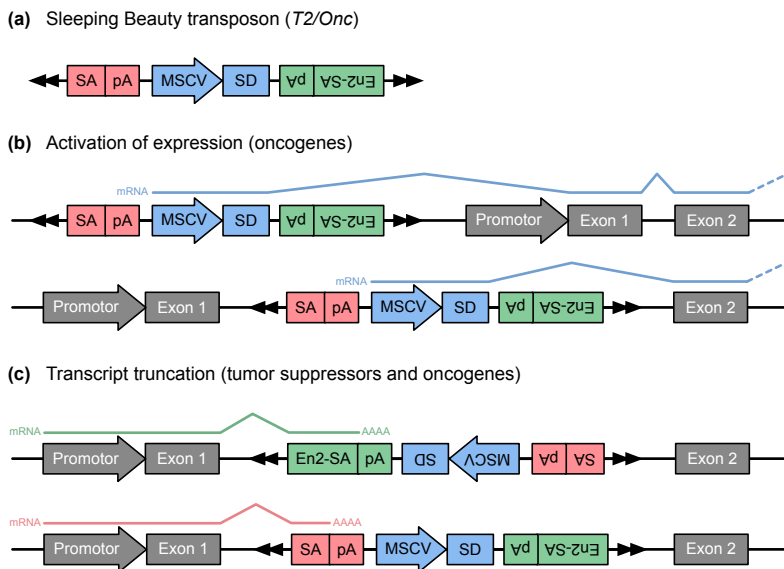 (a) Sleeping Beauty transposon (T2/Onc)
SA pA MSCV SD pA En2-SA
(b) Activation of expression (oncogenes)
mRNA
SA pA MSCV SD pA En2-SA Promotor Exon 1 Exon 2
mRNA
Promotor Exon 1 SA pA MSCV SD pA En2-SA Exon 2
(c) Transcript truncation (tumor suppressors and oncogenes)
mRNA AAAA
Promotor Exon 1 En2-SA pA SD MSCV pA SA Exon 2
mRNA AAAA
Promotor Exon 1 SA pA MSCV SD pA En2-SA Exon 2